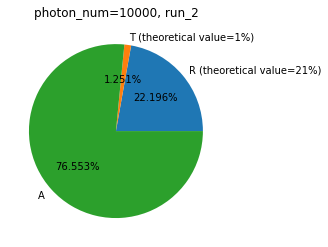 photon_num=10000, run_2
T (theoretical value=1%)
R (theoretical value=21%)
1.251%
22.196%
76.553%
A